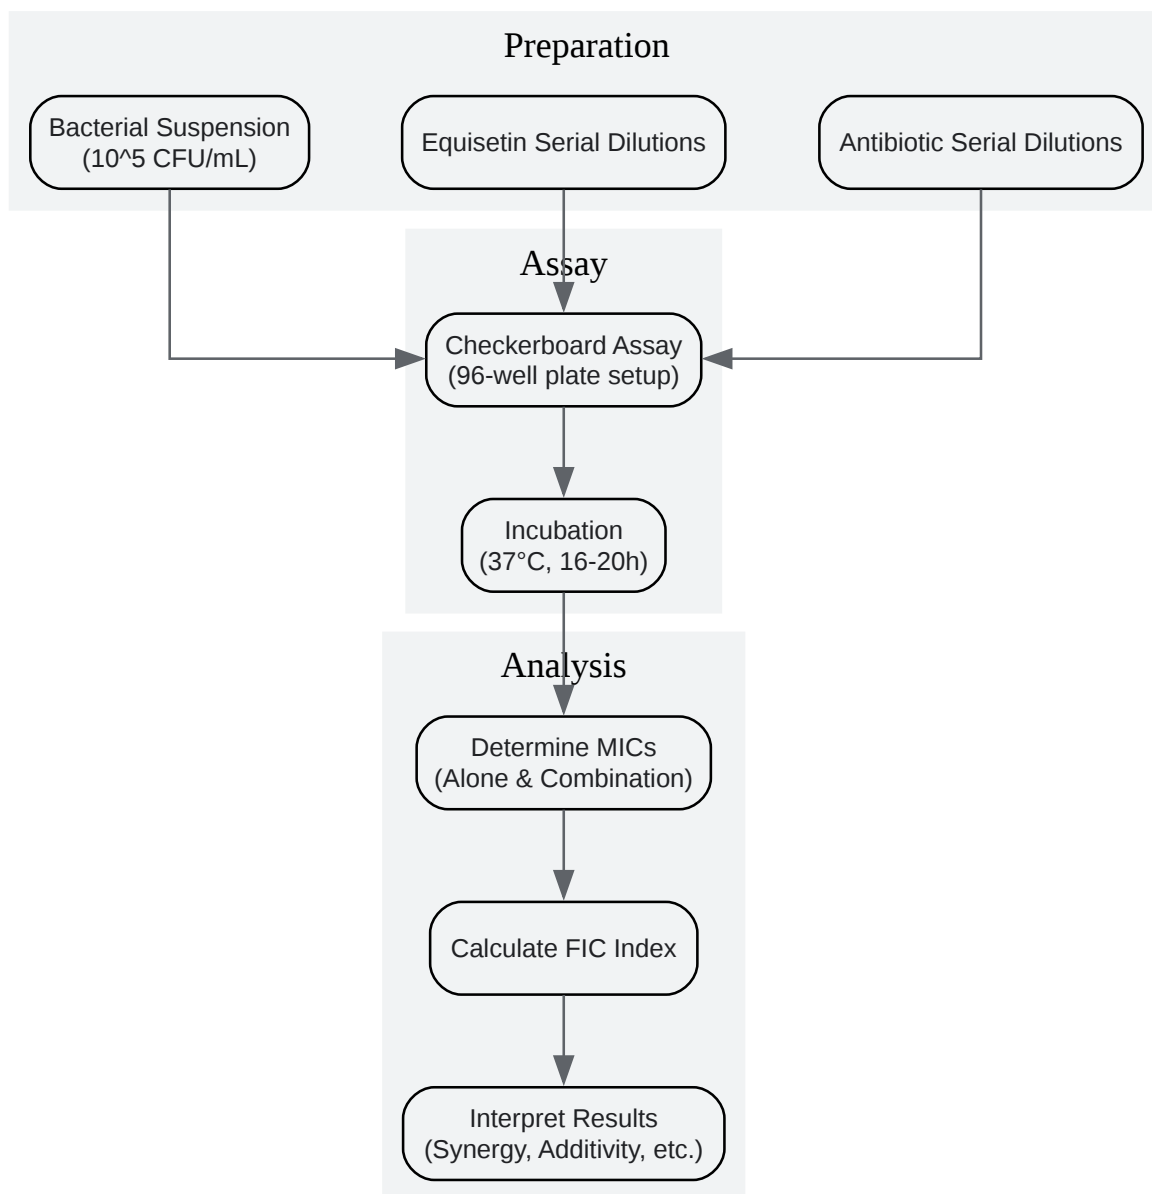 Preparation
Bacterial Suspension
(10^5 CFU/mL)
Equisetin Serial Dilutions
Antibiotic Serial Dilutions
Assay
Checkerboard Assay
(96-well plate setup)
Incubation
(37°C, 16-20h)
Analysis
Determine MICs
(Alone & Combination)
Calculate FIC Index
Interpret Results
(Synergy, Additivity, etc.)